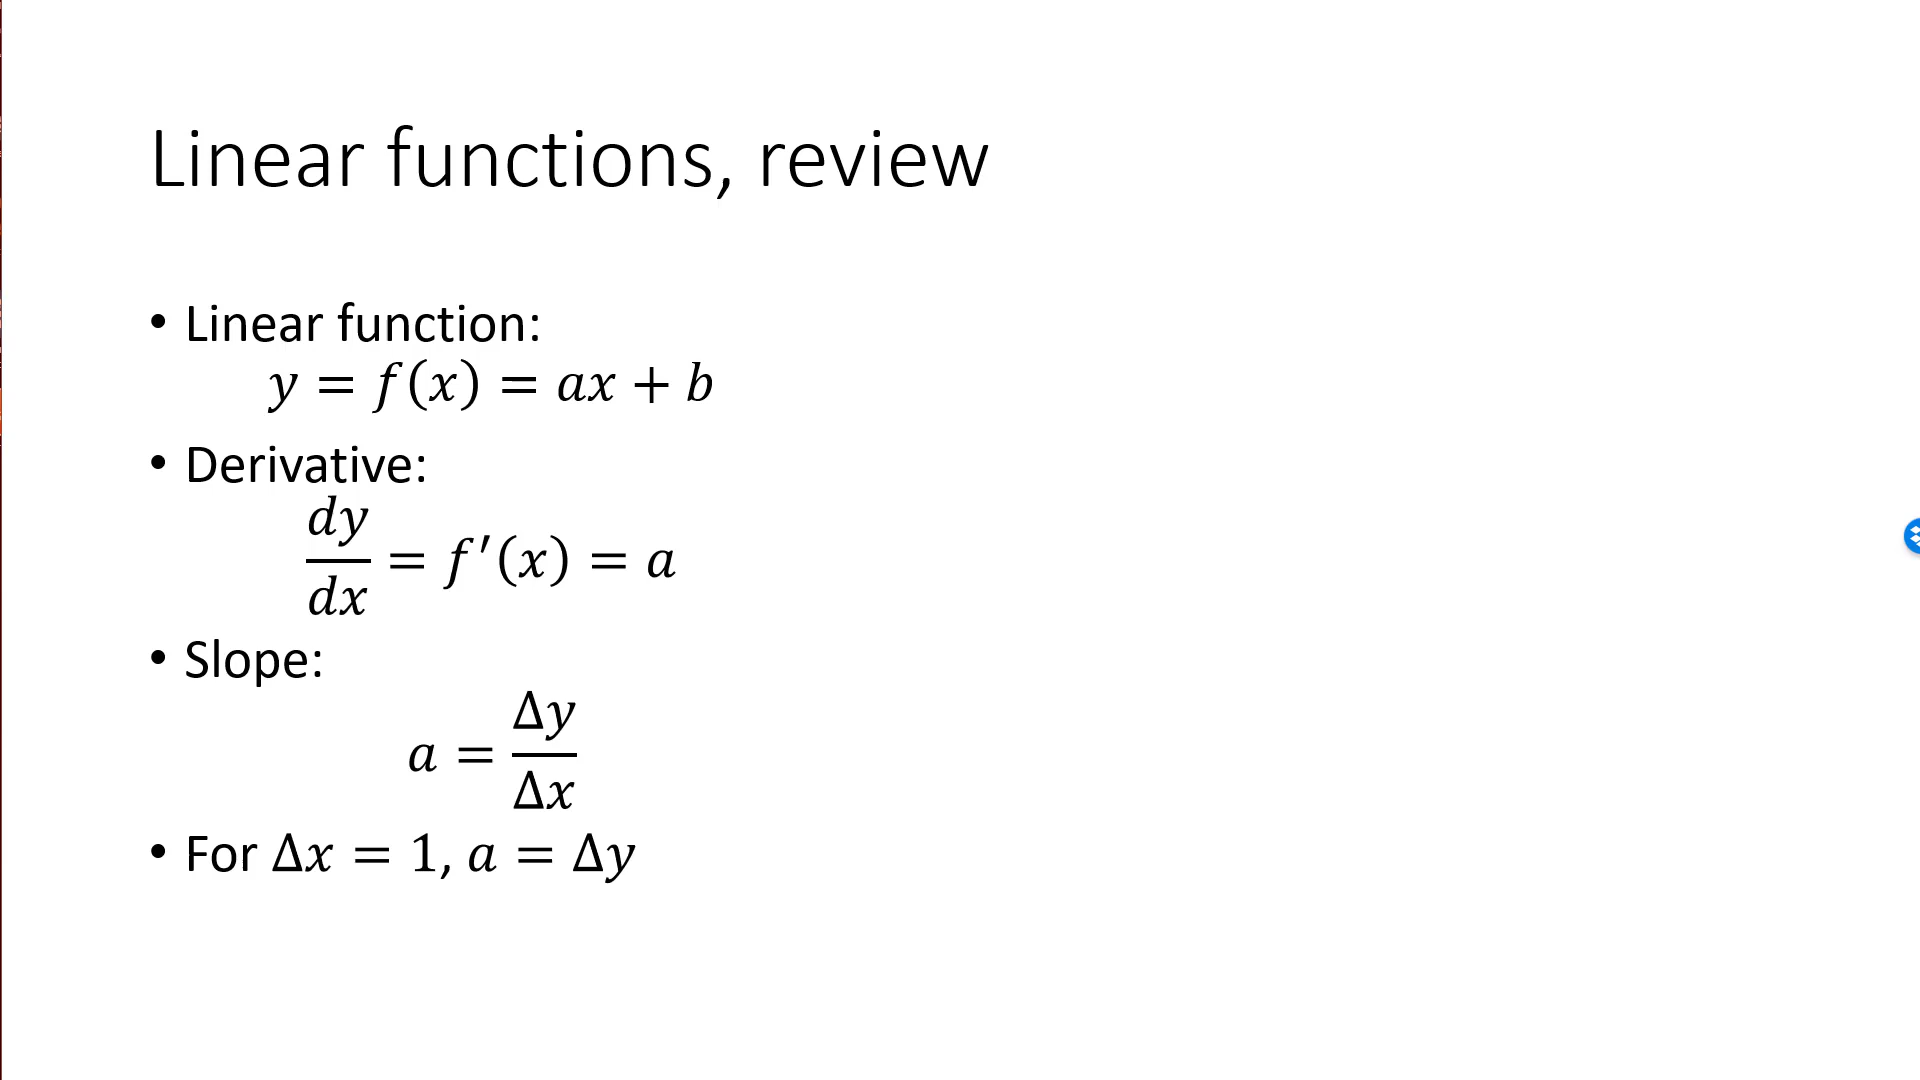 Linear functions, review
• Linear function:
y = f(x) = ax + b
• Derivative:
dy/dx = f′(x) = a
• Slope:
a = Δy/Δx
• For Δx = 1, a = Δy